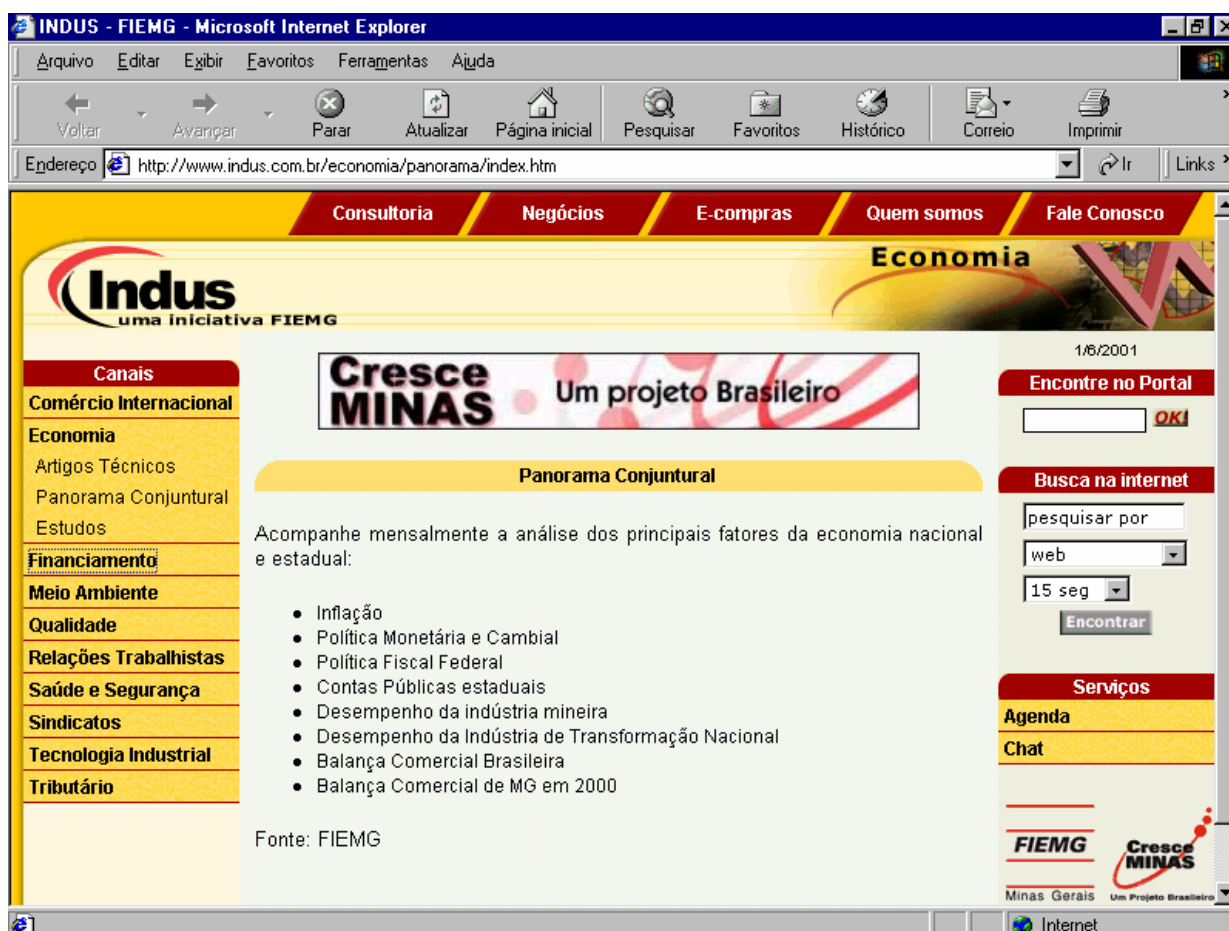 INDUS - FIEMG - Microsoft Internet Explorer
Arquivo Editar Exibir Favoritos Ferramentas Ajuda
Voltar Avançar Parar Atualizar Página inicial Pesquisar Favoritos Histórico Correio Imprimir
Endereço http://www.indus.com.br/economia/panorama/index.htm Ir Links
Consultoria Negócios E-compras Quem somos Fale Conosco
Indus
uma iniciativa FIEMG
Economia
Canais
Comércio Internacional
Economia
Artigos Técnicos
Panorama Conjuntural
Estudos
Financiamento
Meio Ambiente
Qualidade
Relações Trabalhistas
Saúde e Segurança
Sindicatos
Tecnologia Industrial
Tributário
Cresce
MINAS
Um projeto Brasileiro
Panorama Conjuntural
Acompanhe mensalmente a análise dos principais fatores da economia nacional
e estadual:
• Inflação
• Política Monetária e Cambial
• Política Fiscal Federal
• Contas Públicas estaduais
• Desempenho da indústria mineira
• Desempenho da Indústria de Transformação Nacional
• Balança Comercial Brasileira
• Balança Comercial de MG em 2000
Fonte: FIEMG
1/6/2001
Encontre no Portal
OK!
Busca na internet
pesquisar por
web
15 seg
Encontrar
Serviços
Agenda
Chat
FIEMG
Minas Gerais
Cresce
MINAS
Um Projeto Brasileiro
Internet